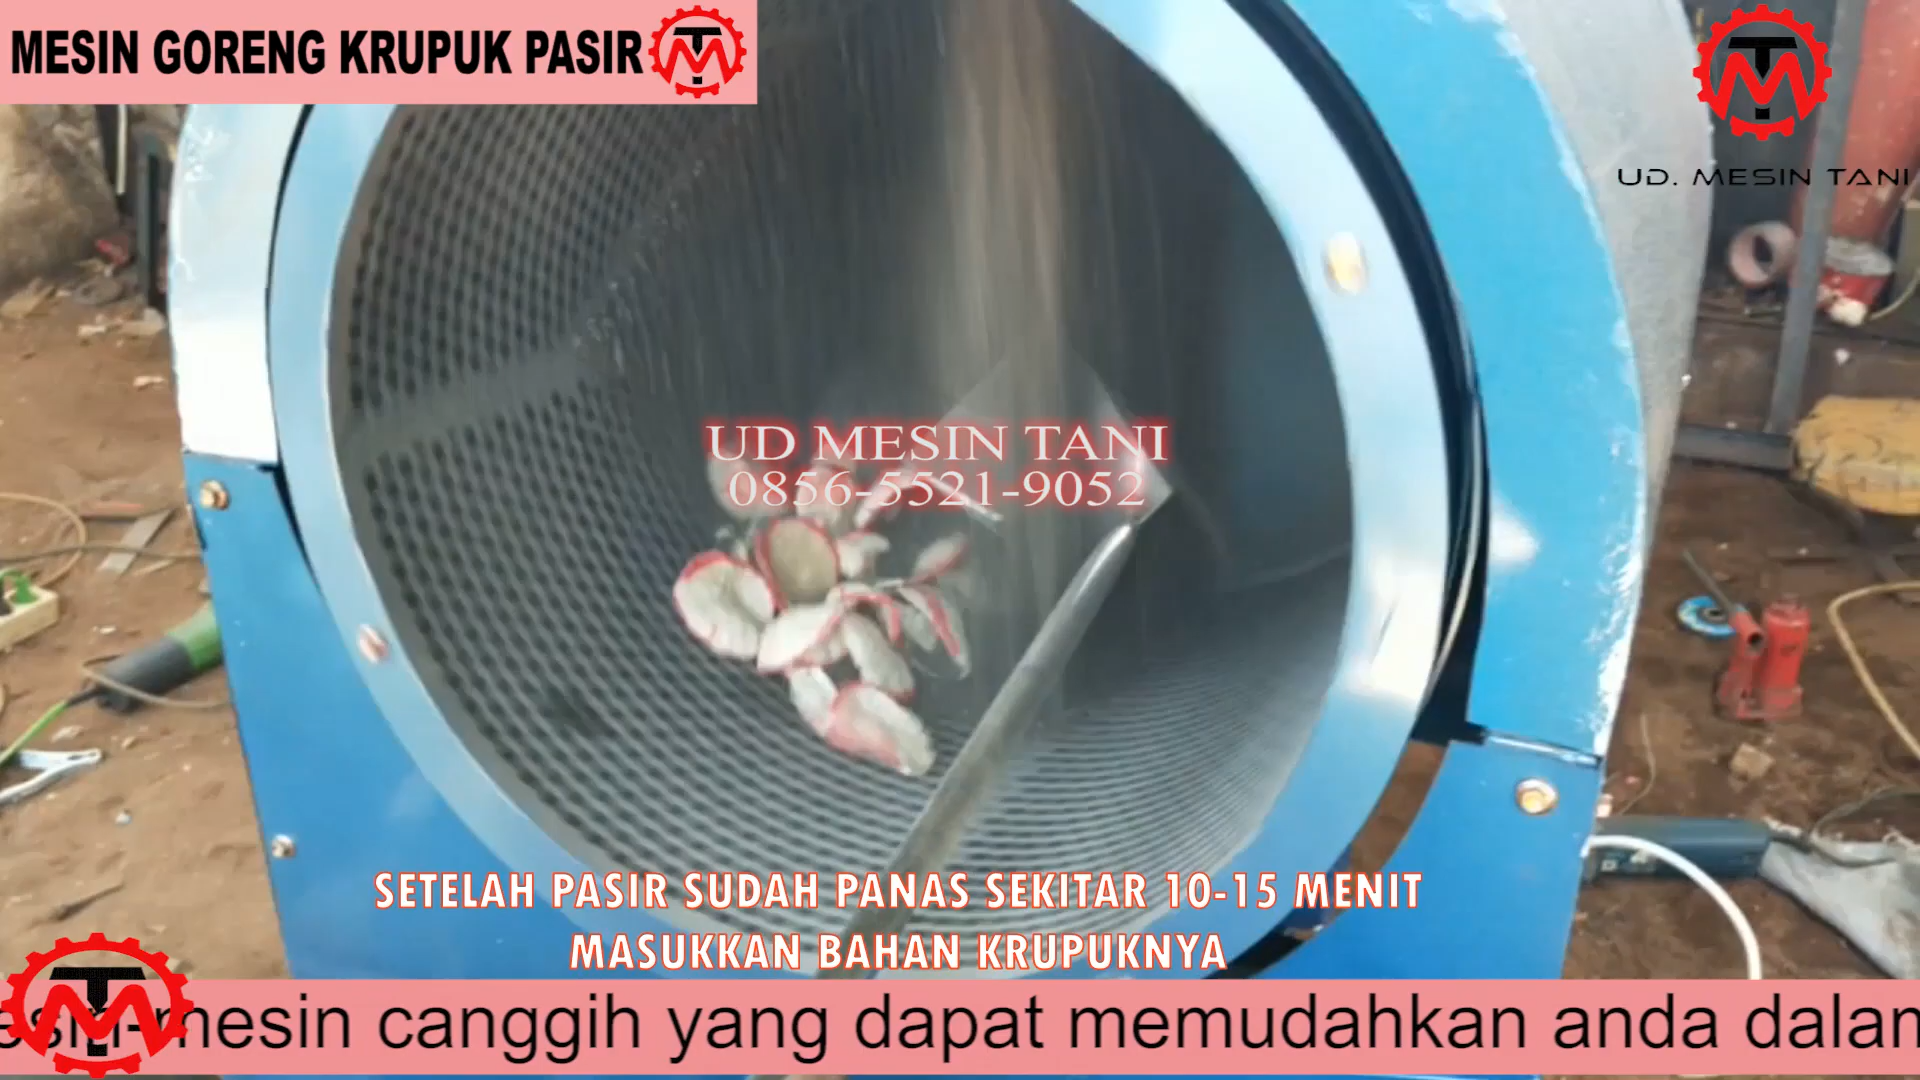 MESIN GORENG KRUPUK PASIR
UD. MESIN TANI
UD MESIN TANI
0856-5521-9052
SETELAH PASIR SUDAH PANAS SEKITAR 10-15 MENIT
MASUKKAN BAHAN KRUPUKNYA
mesin canggih yang dapat memudahkan anda